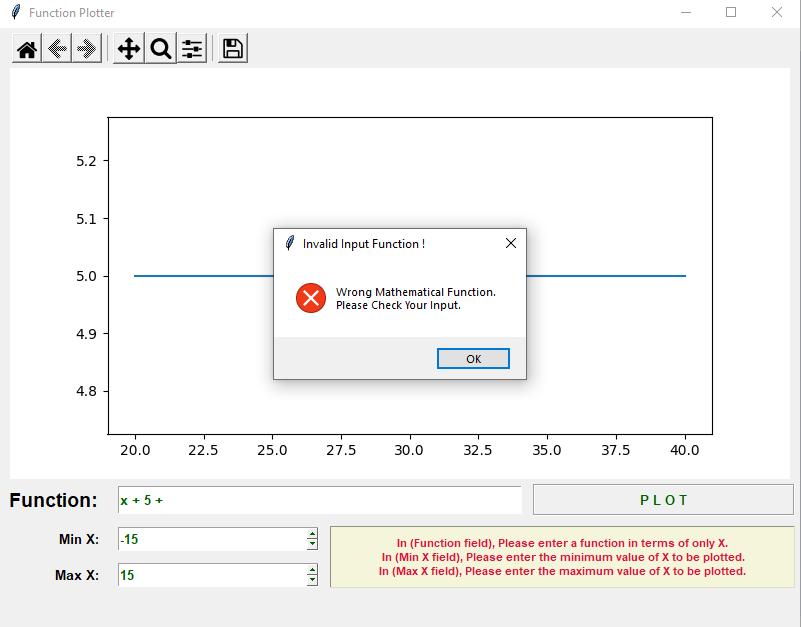 Function Plotter
5.2
5.1
5.0
4.9
4.8
Invalid Input Function !
Wrong Mathematical Function.
Please Check Your Input.
OK
20.0 22.5 25.0 27.5 30.0 32.5 35.0 37.5 40.0
Function: x + 5 + PLOT
Min X: -15
Max X: 15
In (Function field), Please enter a function in terms of only X.
In (Min X field), Please enter the minimum value of X to be plotted.
In (Max X field), Please enter the maximum value of X to be plotted.